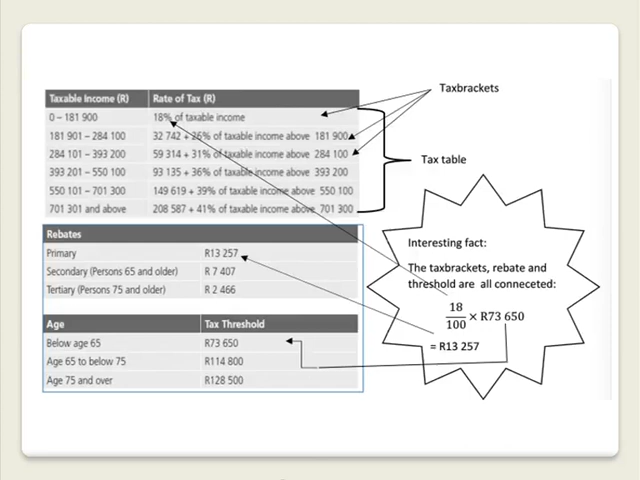 Taxbrackets
Taxable Income (R) Rate of Tax (R)
0 – 181 900 18% of taxable income
181 901 – 284 100 32 742 + 26% of taxable income above 181 900
284 101 – 393 200 59 314 + 31% of taxable income above 284 100
393 201 – 550 100 93 135 + 36% of taxable income above 393 200
550 101 – 701 300 149 619 + 39% of taxable income above 550 100
701 301 and above 208 587 + 41% of taxable income above 701 300
Tax table
Rebates
Primary R13 257
Secondary (Persons 65 and older) R 7 407
Tertiary (Persons 75 and older) R 2 466
Age Tax Threshold
Below age 65 R73 650
Age 65 to below 75 R114 800
Age 75 and over R128 500
Interesting fact:
The taxbrackets, rebate and
threshold are all conneceted:
18/100 × R73 650
= R13 257